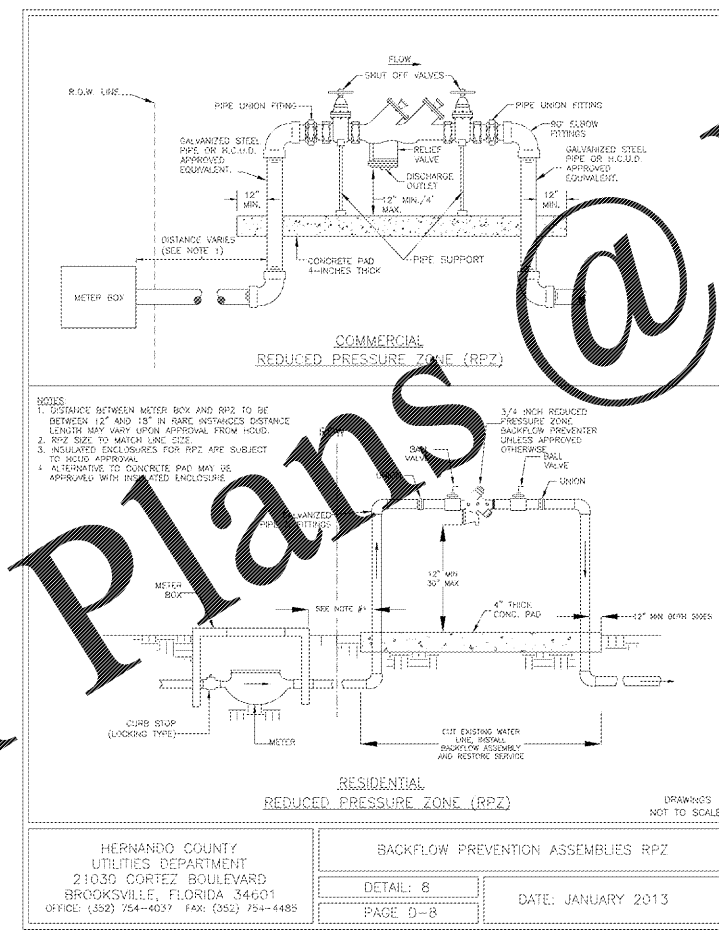 FLOW
SHUT OFF VALVES
R.O.W. LINE
PIPE UNION FITING
PIPE UNION FITTING
90° ELBOW
FITTINGS
GALVANIZED STEEL
PIPE OR H.C.U.D.
APPROVED
EQUIVALENT.
RELIEF
VALVE
GALVANIZED STEEL
PIPE OR H.C.U.D.
APPROVED
EQUIVALENT.
DISCHARGE
OUTLET
12"
MIN.
12" MIN./4'
MAX.
12"
MIN.
DISTANCE VARIES
(SEE NOTE 1)
CONCRETE PAD
4-INCHES THICK
PIPE SUPPORT
METER BOX
COMMERCIAL
REDUCED PRESSURE ZONE (RPZ)
NOTES
1. DISTANCE BETWEEN METER BOX AND RPZ TO BE
BETWEEN 12" AND 18" IN RARE INSTANCES DISTANCE
LENGTH MAY VARY UPON APPROVAL FROM HCUD.
2. RPZ SIZE TO MATCH LINE SIZE.
3. INSULATED ENCLOSURES FOR RPZ ARE SUBJECT
TO HCUD APPROVAL
4. ALTERNATIVE TO CONCRETE PAD MAY BE
APPROVED WITH INSULATED ENCLOSURE
3/4 INCH REDUCED
PRESSURE ZONE
BACKFLOW PREVENTER
UNLESS APPROVED
OTHERWISE
BALL
VALVE
BALL
VALVE
UNION
UNION
GALVANIZED
PIPE & FITTINGS
12" MIN
30" MAX
METER
BOX
SEE NOTE #1
4" THICK
CONC. PAD
12" MIN BOTH SIDES
CURB STOP
(LOCKING TYPE)
METER
CUT EXISTING WATER
LINE, INSTALL
BACKFLOW ASSEMBLY
AND RESTORE SERVICE
RESIDENTIAL
REDUCED PRESSURE ZONE (RPZ)
DRAWINGS
NOT TO SCALE
HERNANDO COUNTY
UTILITIES DEPARTMENT
21030 CORTEZ BOULEVARD
BROOKSVILLE, FLORIDA 34601
OFFICE: (352) 754-4037 FAX: (352) 754-4485
BACKFLOW PREVENTION ASSEMBLIES RPZ
DETAIL: 8
PAGE D-8
DATE: JANUARY 2013
Plans @